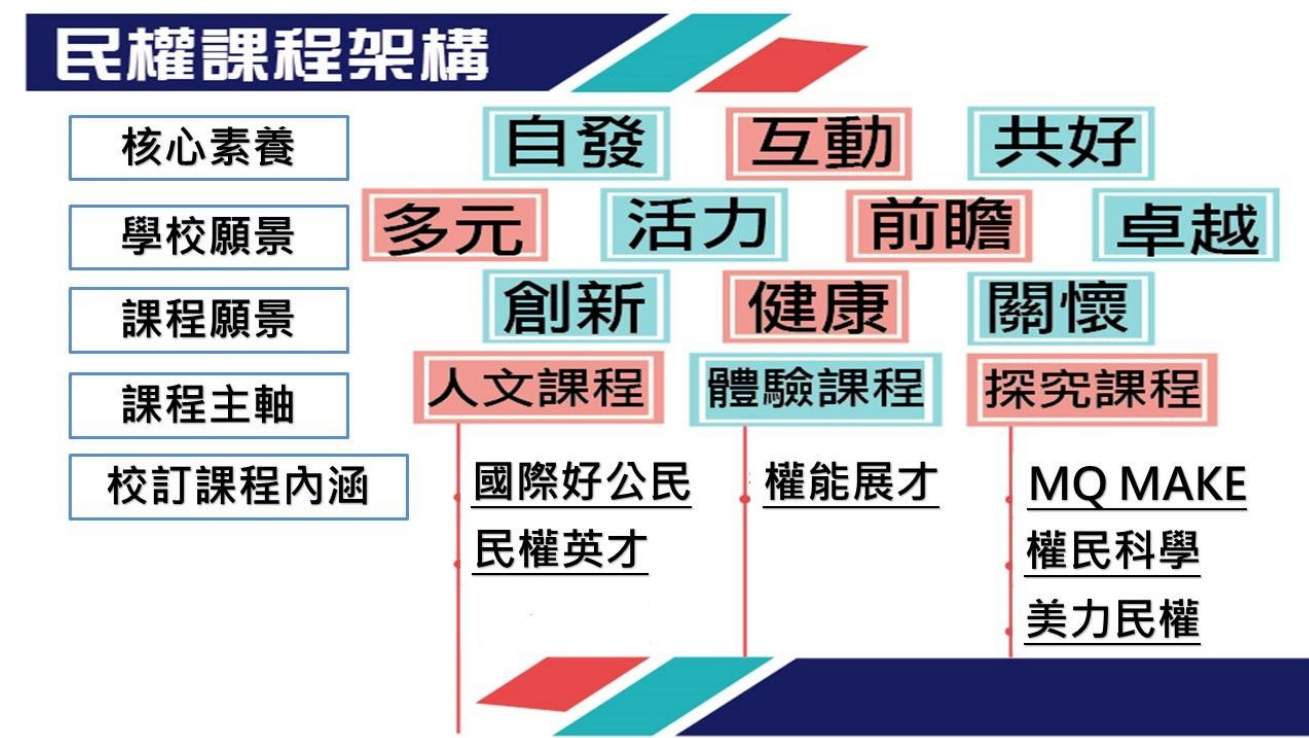 民權課程架構
核心素養 自發 互動 共好
學校願景 多元 活力 前瞻 卓越
課程願景 創新 健康 關懷
課程主軸 人文課程 體驗課程 探究課程
校訂課程內涵 國際好公民 權能展才 MQ MAKE
民權英才 權民科學
美力民權